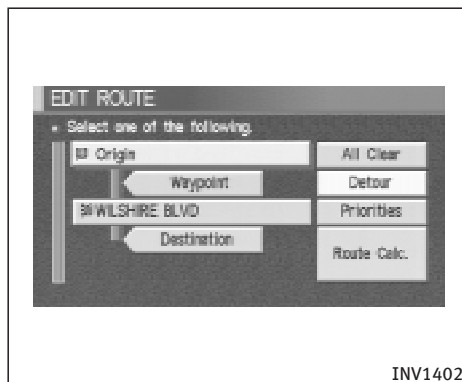 EDIT ROUTE
Select one of the following.
Origin
All Clear
Waypoint
Detour
WILSHIRE BLVD
Priorities
Destination
Route Calc.
INV1402